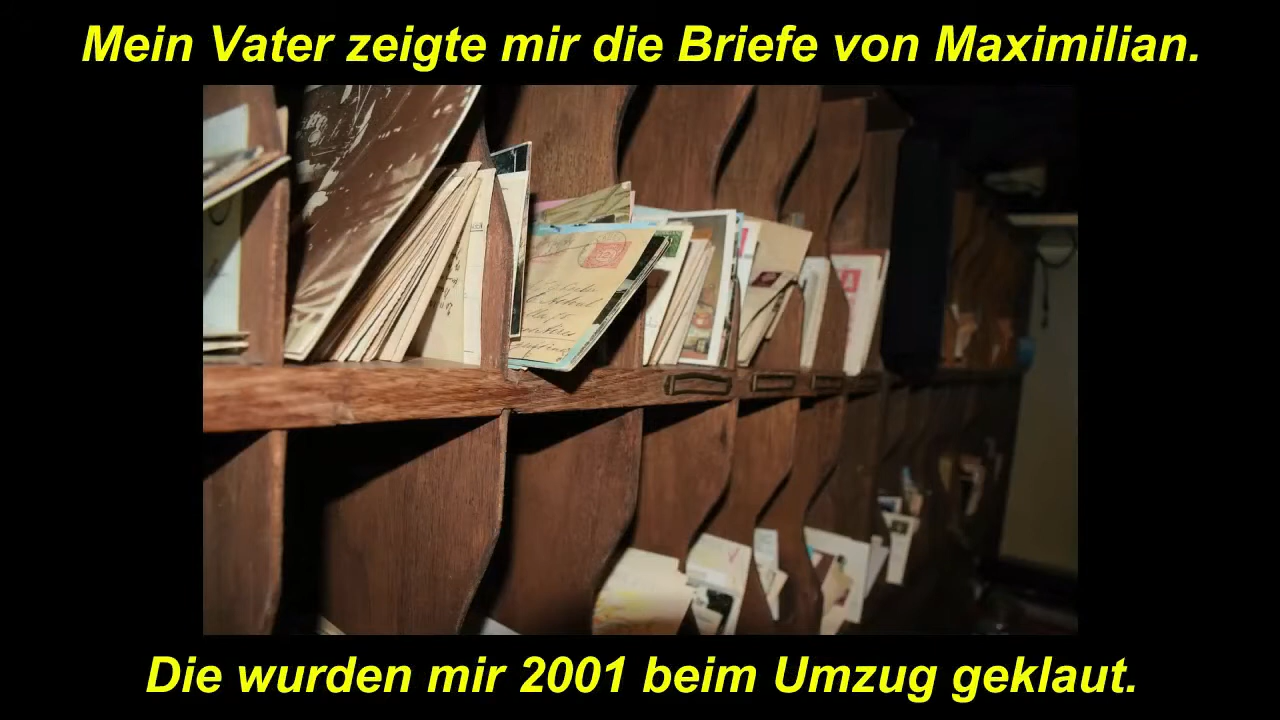 Mein Vater zeigte mir die Briefe von Maximilian.
Die wurden mir 2001 beim Umzug geklaut.